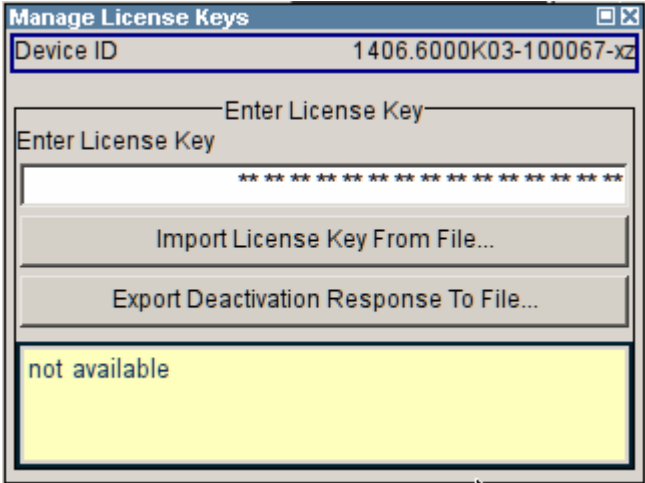 Manage License Keys
Device ID 1406.6000K03-100067-xz
Enter License Key
Enter License Key
** ** ** ** ** ** ** ** ** ** ** ** ** ** **
Import License Key From File...
Export Deactivation Response To File...
not available